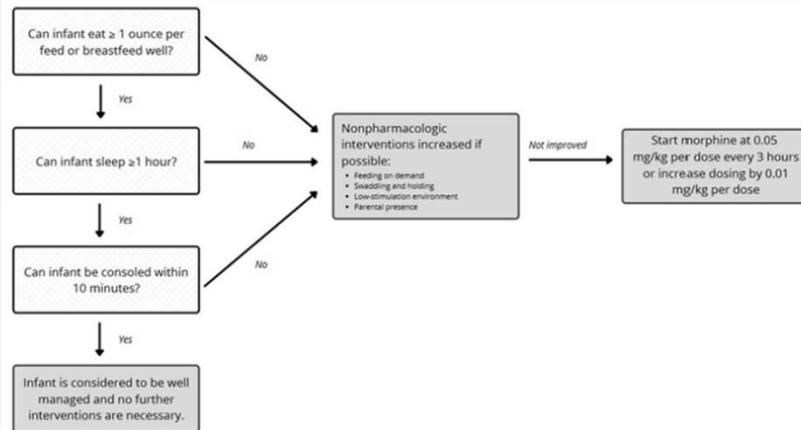 Can infant eat ≥ 1 ounce per
feed or breastfeed well?
No
Yes
Can infant sleep ≥1 hour?
No
Yes
Can infant be consoled within
10 minutes?
No
Yes
Infant is considered to be well
managed and no further
interventions are necessary.
Nonpharmacologic
interventions increased if
possible:
• Feeding on demand
• Swaddling and holding
• Low-stimulation environment
• Parental presence
Not improved
Start morphine at 0.05
mg/kg per dose every 3 hours
or increase dosing by 0.01
mg/kg per dose